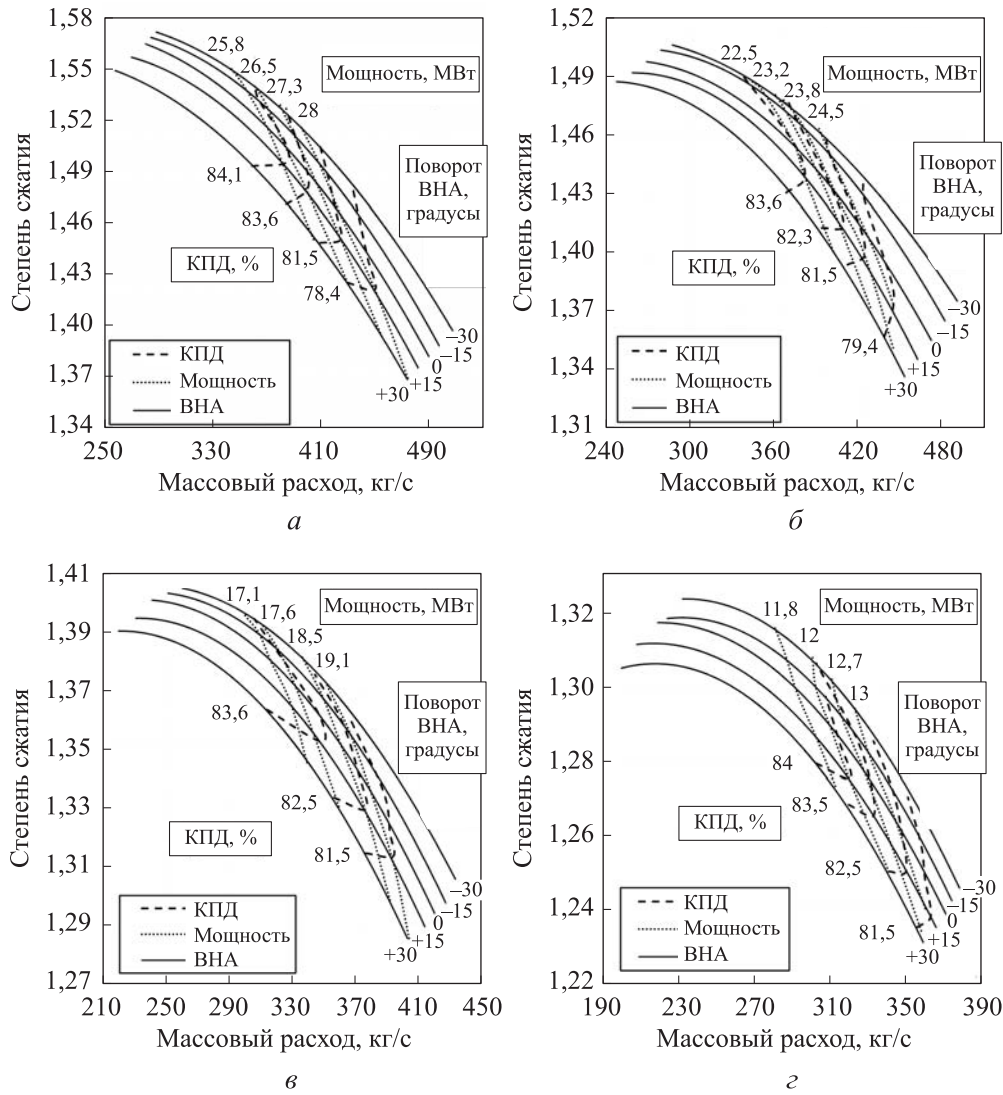 Степень сжатия
1,58
1,55
1,52
1,49
1,46
1,43
1,40
1,37
1,34
25,8
26,5
27,3
28
Мощность, МВт
Поворот
ВНА,
градусы
84,1
83,6
81,5
78,4
КПД, %
КПД
Мощность
ВНА
–30
–15
0
+15
+30
250 330 410 490
Массовый расход, кг/с
а
Степень сжатия
1,52
1,49
1,46
1,43
1,40
1,37
1,34
1,31
22,5
23,2
23,8
24,5
Мощность, МВт
Поворот
ВНА,
градусы
83,6
82,3
81,5
79,4
КПД, %
КПД
Мощность
ВНА
–30
–15
0
+15
+30
240 300 360 420 480
Массовый расход, кг/с
б
Степень сжатия
1,41
1,39
1,37
1,35
1,33
1,31
1,29
1,27
17,1
17,6
18,5
19,1
Мощность, МВт
Поворот
ВНА,
градусы
83,6
82,5
81,5
КПД, %
КПД
Мощность
ВНА
–30
–15
0
+15
+30
210 250 290 330 370 410 450
Массовый расход, кг/с
в
Степень сжатия
1,32
1,30
1,28
1,26
1,24
1,22
11,8
12
12,7
13
Мощность, МВт
Поворот
ВНА,
градусы
84
83,5
82,5
81,5
КПД, %
КПД
Мощность
ВНА
–30
–15
0
+15
+30
190 230 270 310 350 390
Массовый расход, кг/с
г